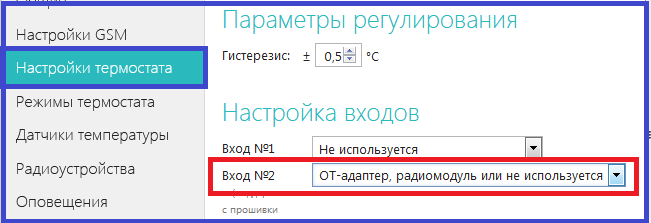 Настройки GSM
Настройки термостата
Режимы термостата
Датчики температуры
Радиоустройства
Оповещения
Параметры регулирования
Гистерезис: ± 0,5 °C
Настройка входов
Вход №1 Не используется
Вход №2 ОТ-адаптер, радиомодуль или не используется
с прошивки